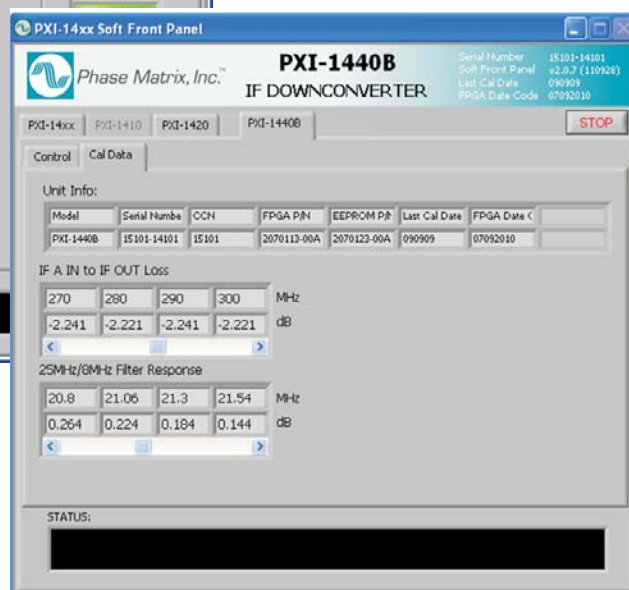 PXI-14xx Soft Front Panel
Phase Matrix, Inc.™
PXI-1440B
IF DOWNCONVERTER
Serial Number 15101-14101
Soft Front Panel v2.0.7 (110928)
Last Cal Date 090909
FPGA Date Code 07092010
PXI-14xx PXI-1410 PXI-1420 PXI-1440B STOP
Control Cal Data
Unit Info:
Model Serial Numbe CCN FPGA P/N EEPROM P/ Last Cal Date FPGA Date C
PXI-1440B 15101-14101 15101 2070113-00A 2070123-00A 090909 07092010
IF A IN to IF OUT Loss
270 280 290 300 MHz
-2.241 -2.221 -2.241 -2.221 dB
25MHz/8MHz Filter Response
20.8 21.06 21.3 21.54 MHz
0.264 0.224 0.184 0.144 dB
STATUS: